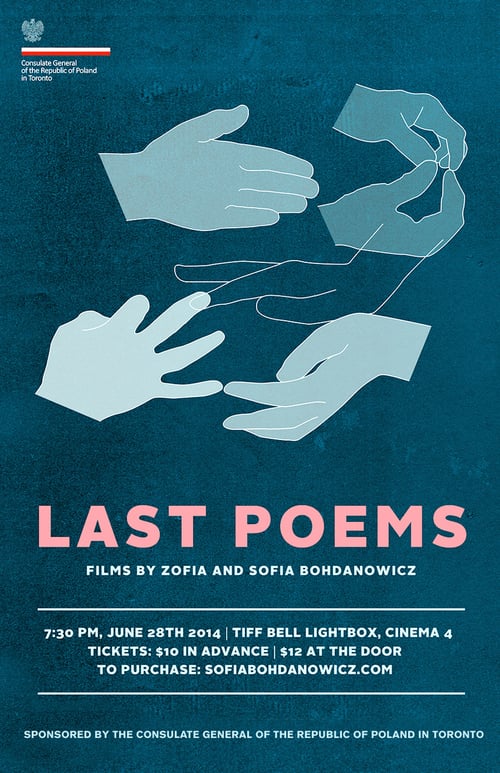 Consulate General
of the Republic of Poland
in Toronto
LAST POEMS
FILMS BY ZOFIA AND SOFIA BOHDANOWICZ
7:30 PM, JUNE 28TH 2014 | TIFF BELL LIGHTBOX, CINEMA 4
TICKETS: $10 IN ADVANCE | $12 AT THE DOOR
TO PURCHASE: SOFIABOHDANOWICZ.COM
SPONSORED BY THE CONSULATE GENERAL OF THE REPUBLIC OF POLAND IN TORONTO